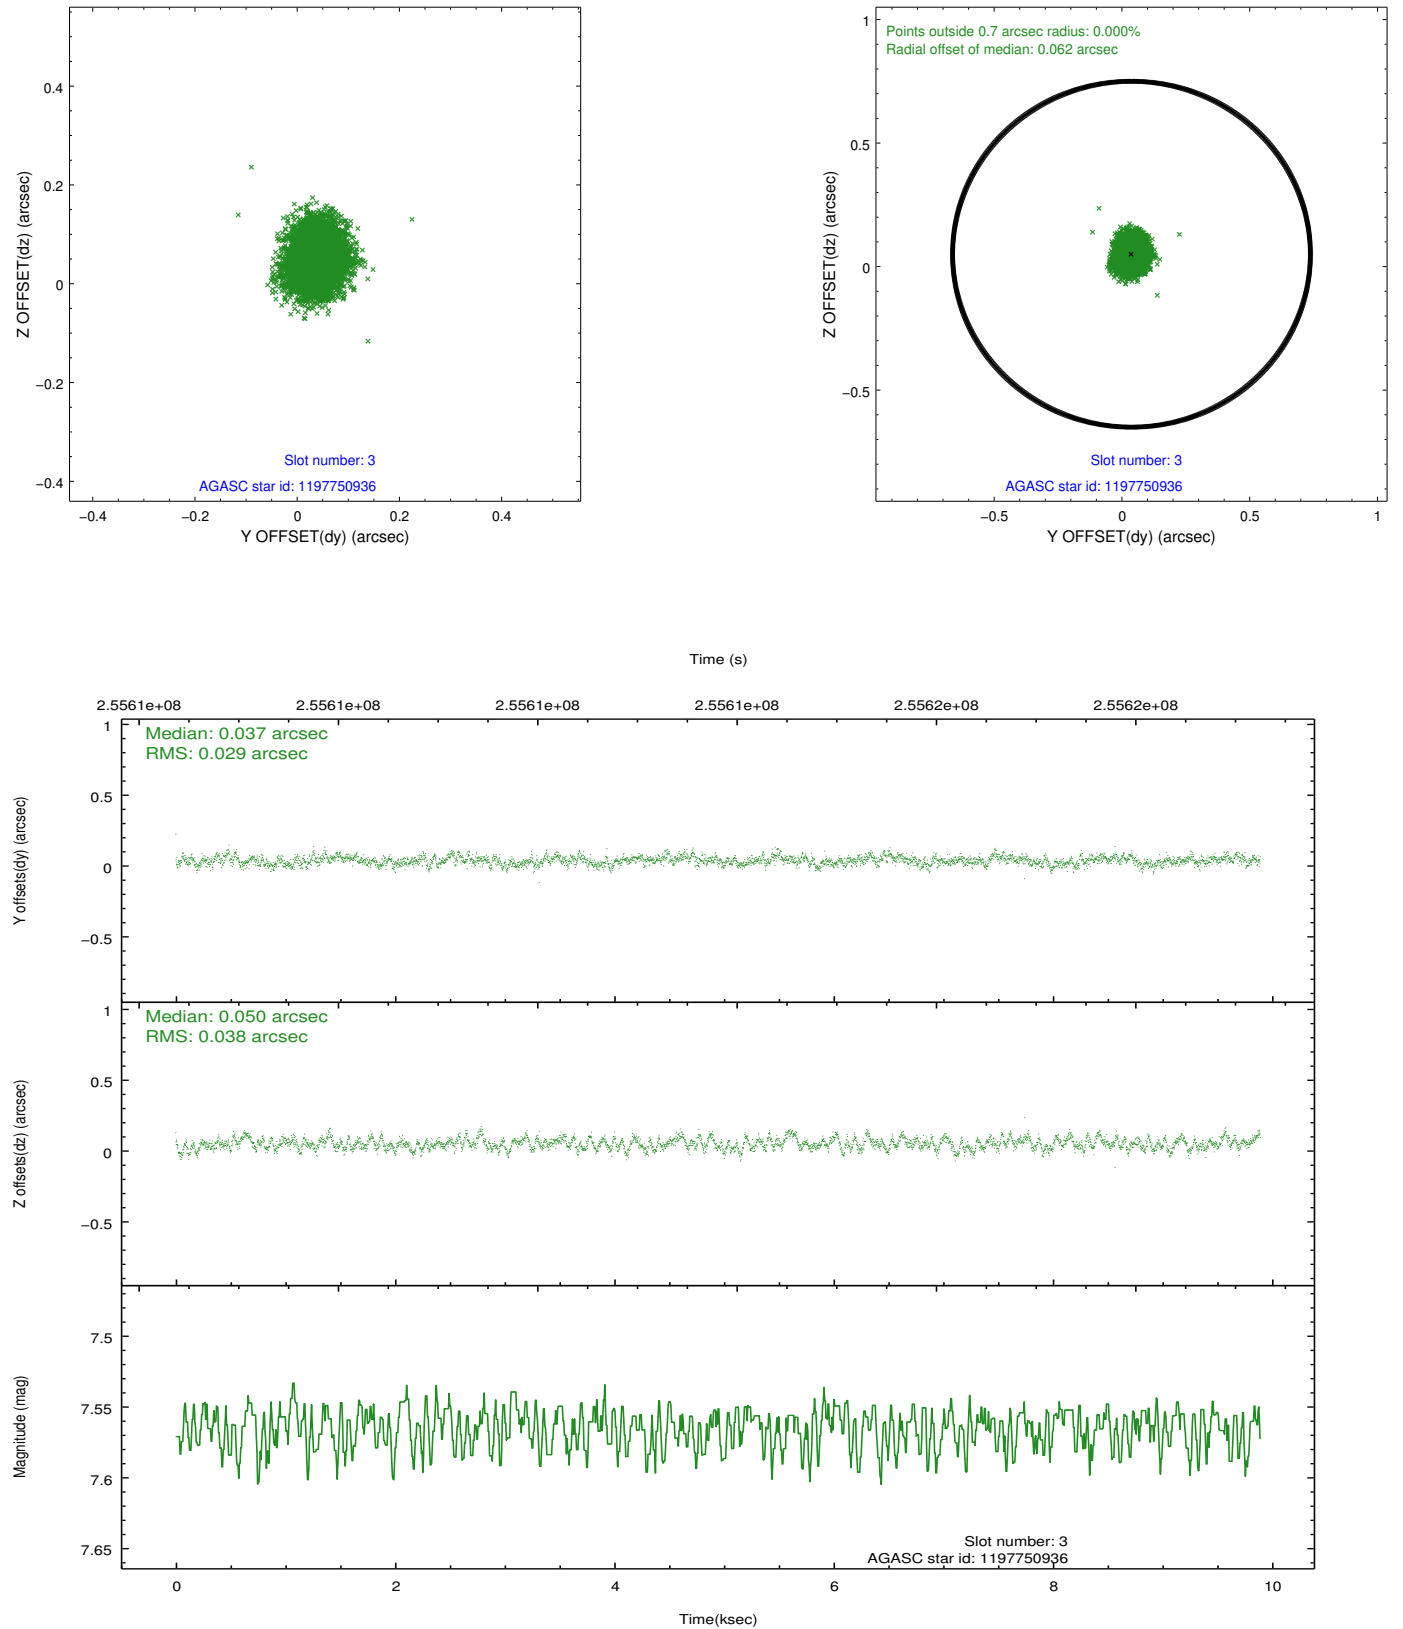 0.4
0.2
0
−0.2
−0.4
Z OFFSET(dz) (arcsec)
−0.4 −0.2 0 0.2 0.4
Y OFFSET(dy) (arcsec)
Slot number: 3
AGASC star id: 1197750936
Points outside 0.7 arcsec radius: 0.000%
Radial offset of median: 0.062 arcsec
1
0.5
0
−0.5
Z OFFSET(dz) (arcsec)
Slot number: 3
AGASC star id: 1197750936
−0.5 0 0.5 1
Y OFFSET(dy) (arcsec)
Time (s)
2.5561e+08 2.5561e+08 2.5561e+08 2.5561e+08 2.5562e+08 2.5562e+08
Median: 0.037 arcsec
RMS: 0.029 arcsec
1
0.5
0
−0.5
Y offsets(dy) (arcsec)
Median: 0.050 arcsec
RMS: 0.038 arcsec
1
0.5
0
−0.5
Z offsets(dz) (arcsec)
7.5
7.55
7.6
7.65
Magnitude (mag)
Slot number: 3
AGASC star id: 1197750936
0 2 4 6 8 10
Time(ksec)